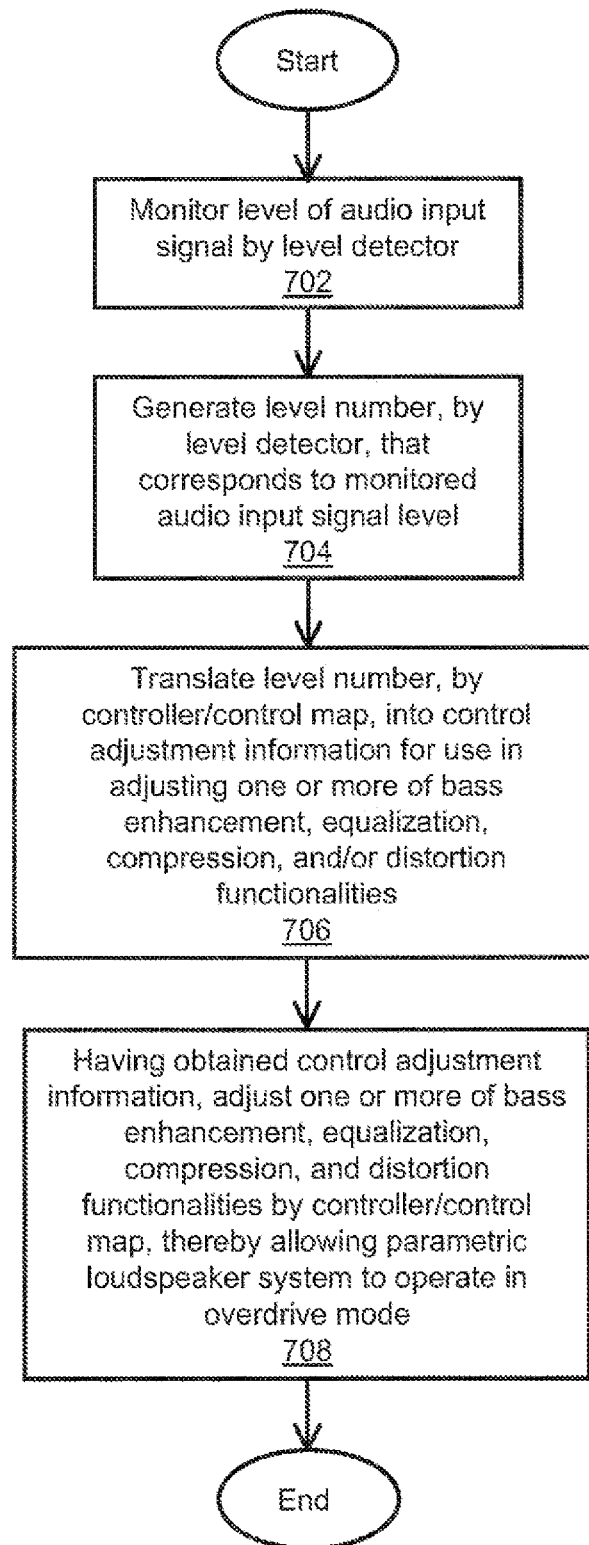 Start
Monitor level of audio input
signal by level detector
702
Generate level number, by
level detector, that
corresponds to monitored
audio input signal level
704
Translate level number, by
controller/control map, into control
adjustment information for use in
adjusting one or more of bass
enhancement, equalization,
compression, and/or distortion
functionalities
706
Having obtained control adjustment
information, adjust one or more of bass
enhancement, equalization,
compression, and distortion
functionalities by controller/control
map, thereby allowing parametric
loudspeaker system to operate in
overdrive mode
708
End